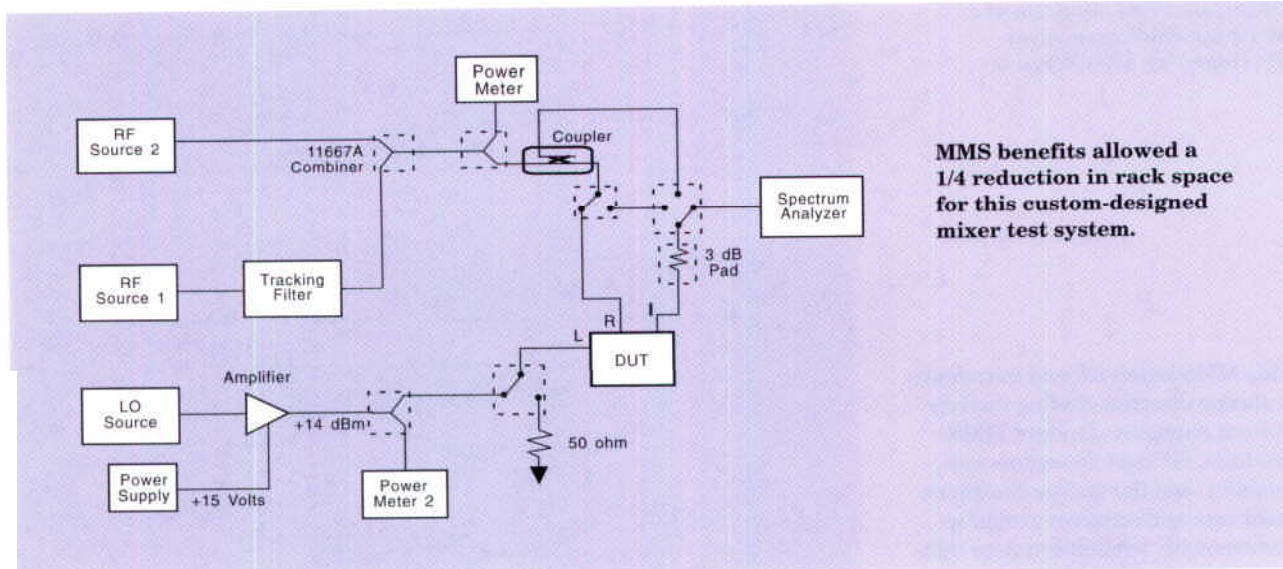 Power
Meter
RF
Source 2
11667A
Combiner
Coupler
Spectrum
Analyzer
MMS benefits allowed a
1/4 reduction in rack space
for this custom-designed
mixer test system.
3 dB
Pad
RF
Source 1
Tracking
Filter
R
I
L
DUT
Amplifier
LO
Source
+14 dBm
50 ohm
Power
Supply
+15 Volts
Power
Meter 2